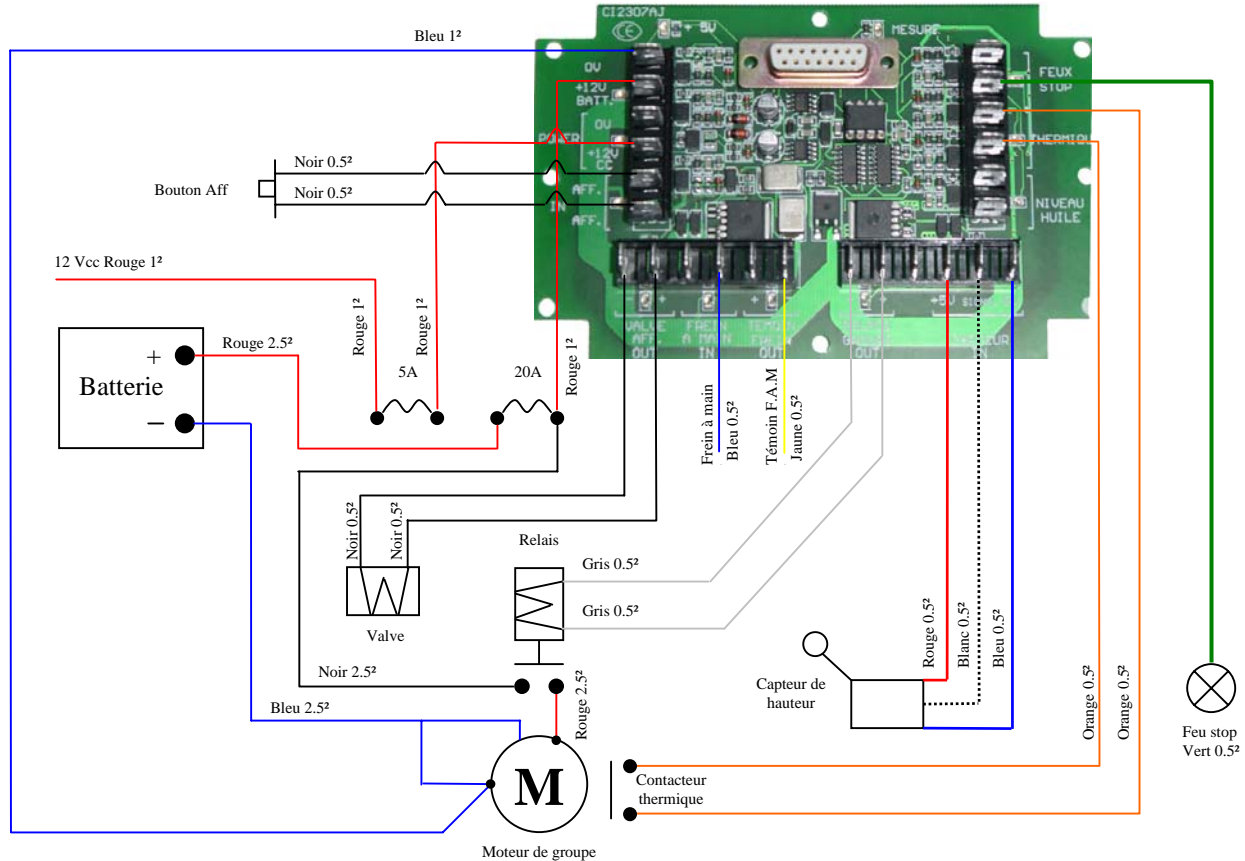 CI2307AJ
+ 5V
MESURE
Bleu 1²
0V
+12V
BATT.
0V
+12V
CC
AFF.
IN
AFF.
FEUX
STOP
NIVEAU
HUILE
Noir 0.5²
Bouton Aff
Noir 0.5²
12 Vcc Rouge 1²
VALVE
AFF.
OUT
FREIN
A MAIN
IN
OUT
+5V
OUT
IN
Rouge 1²
Rouge 1²
Rouge 1²
Rouge 2.5²
+
Batterie
−
5A
20A
Frein à main
Bleu 0.5²
Témoin F.A.M
Jaune 0.5²
Noir 0.5²
Noir 0.5²
Valve
Relais
Gris 0.5²
Gris 0.5²
Noir 2.5²
Bleu 2.5²
Rouge 2.5²
Rouge 0.5²
Blanc 0.5²
Bleu 0.5²
Capteur de
hauteur
Orange 0.5²
Orange 0.5²
Feu stop
Vert 0.5²
M
Contacteur
thermique
Moteur de groupe